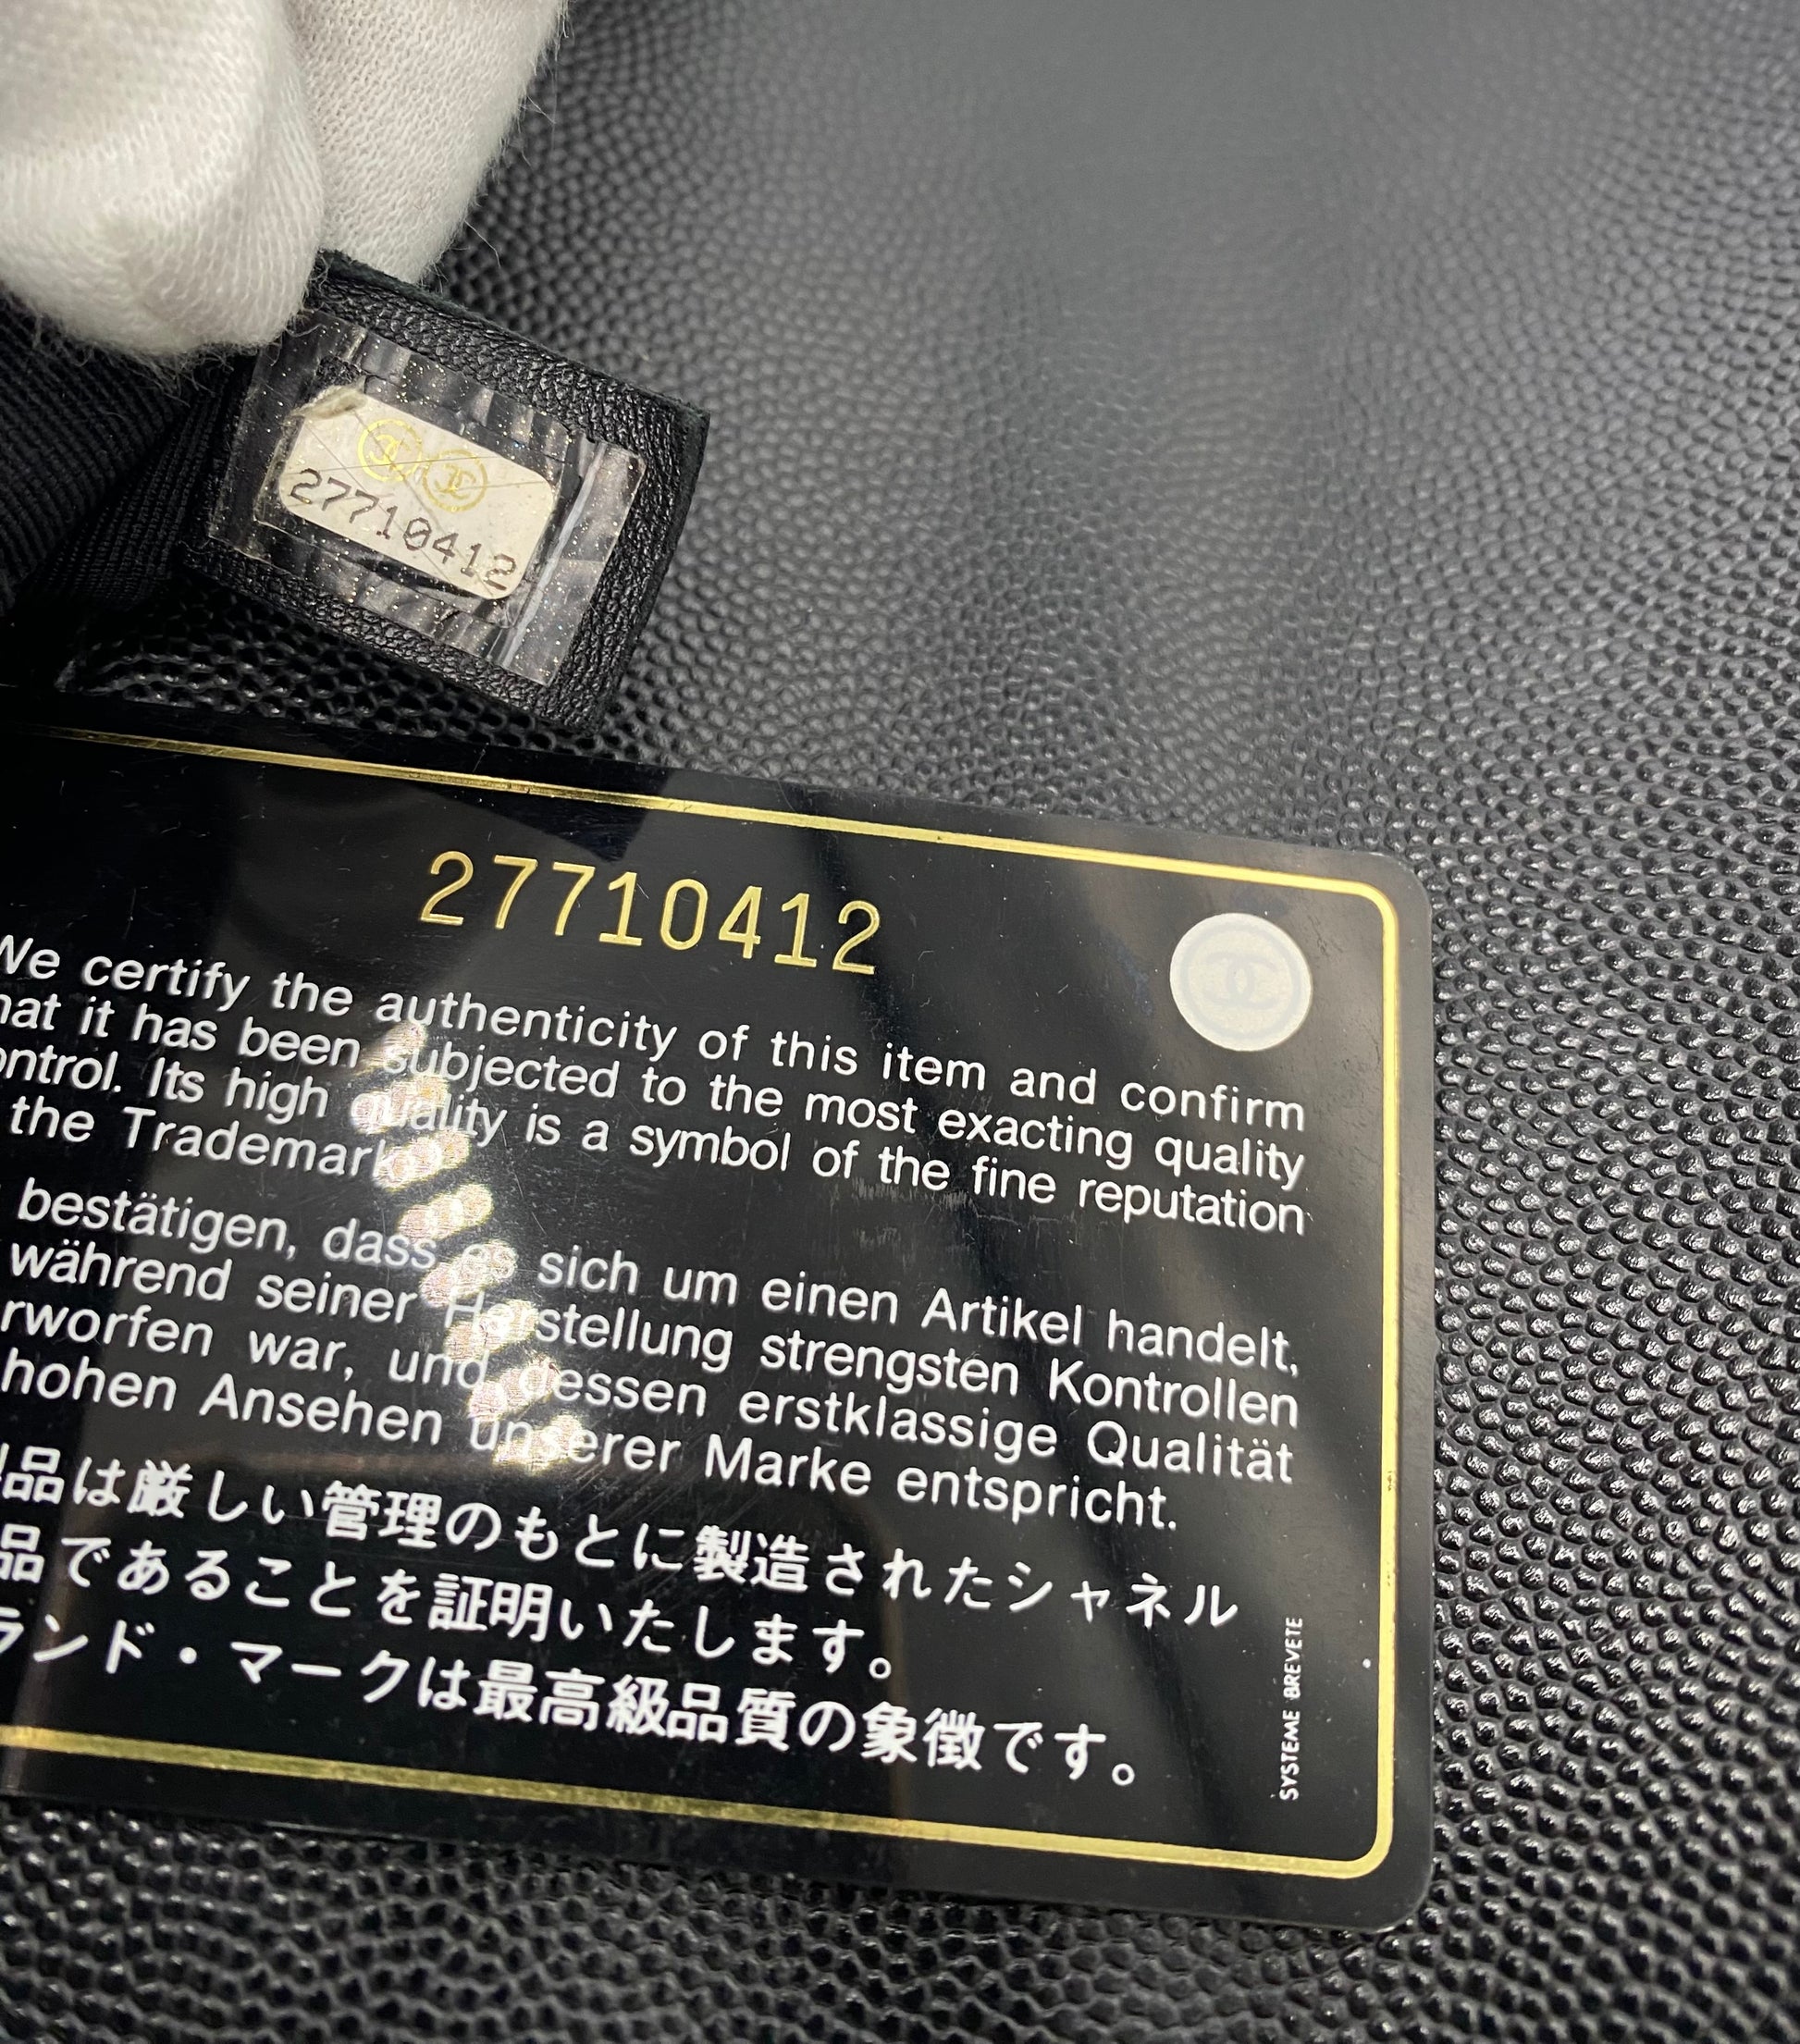 27710412
27710412
We certify the authenticity of this item and confirm
it has been subjected to the most exacting quality
Its high quality is a symbol of the fine reputation
the Trademark.
bestätigen, dass es sich um einen Artikel handelt,
während seiner Herstellung strengsten Kontrollen
war, und dessen erstklassige Qualität
hohen Ansehen unserer Marke entspricht.
品は厳しい管理のもとに製造されたシャネル
品であることを証明いたします。
ランド・マークは最高級品質の象徴です。
SYSTEME BREVETE